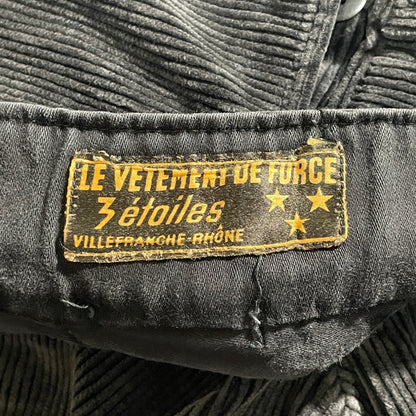 LE VETEMENT DE FORCE
3 étoiles
VILLEFRANCHE-RHÔNE